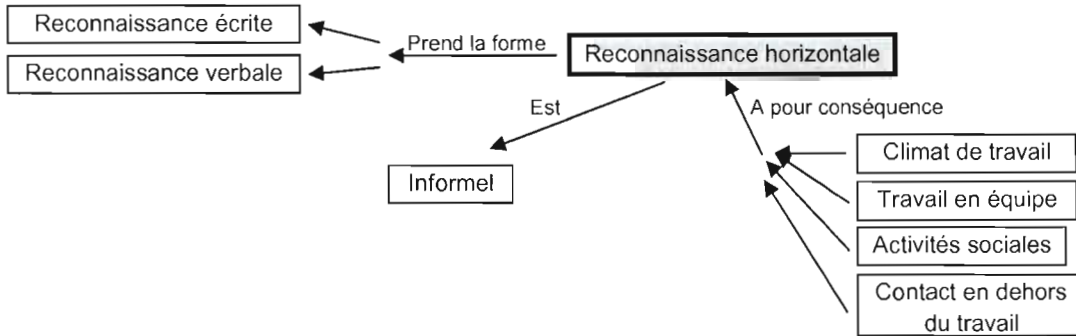 Reconnaissance écrite
Prend la forme
Reconnaissance horizontale
Reconnaissance verbale
Est
A pour conséquence
Climat de travail
Informel
Travail en équipe
Activités sociales
Contact en dehors
du travail